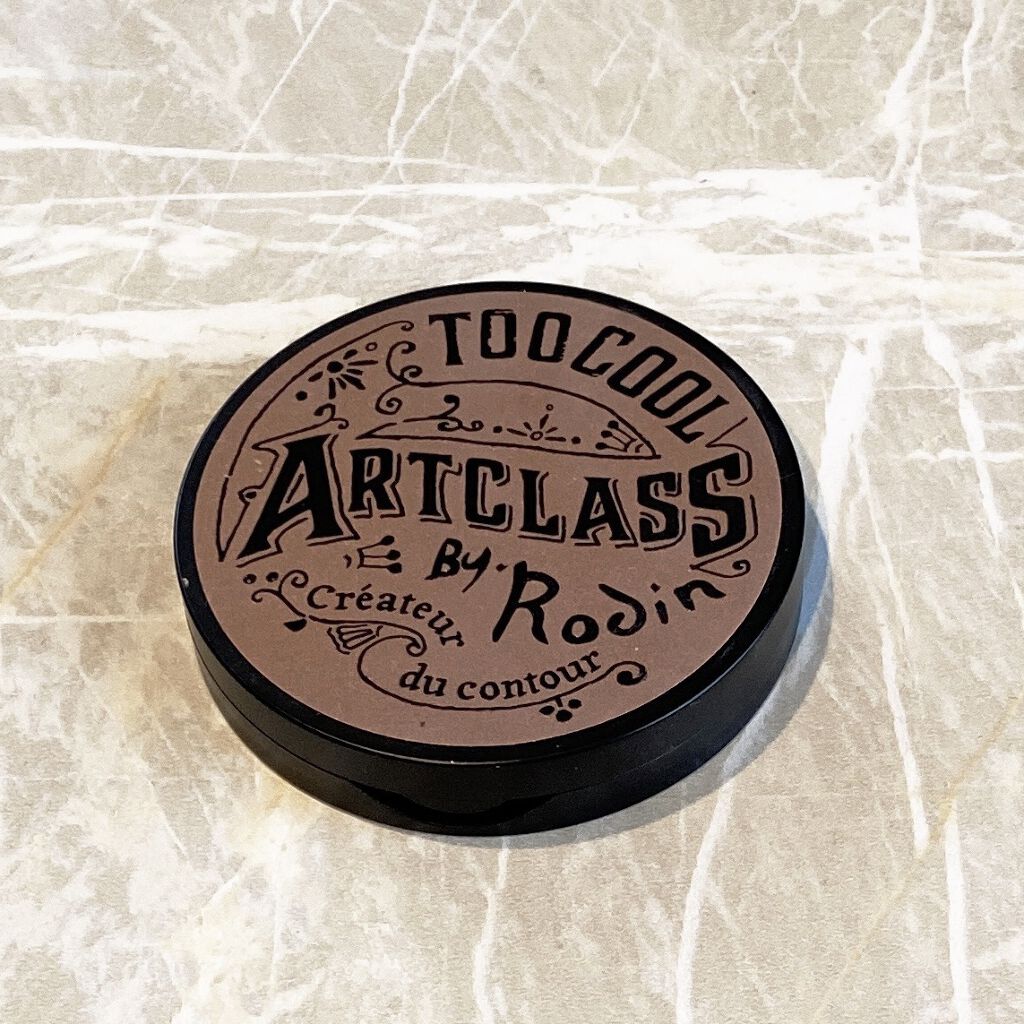 TOO COOL
ARTCLASS
BY. Rodin
Créateur
du contour